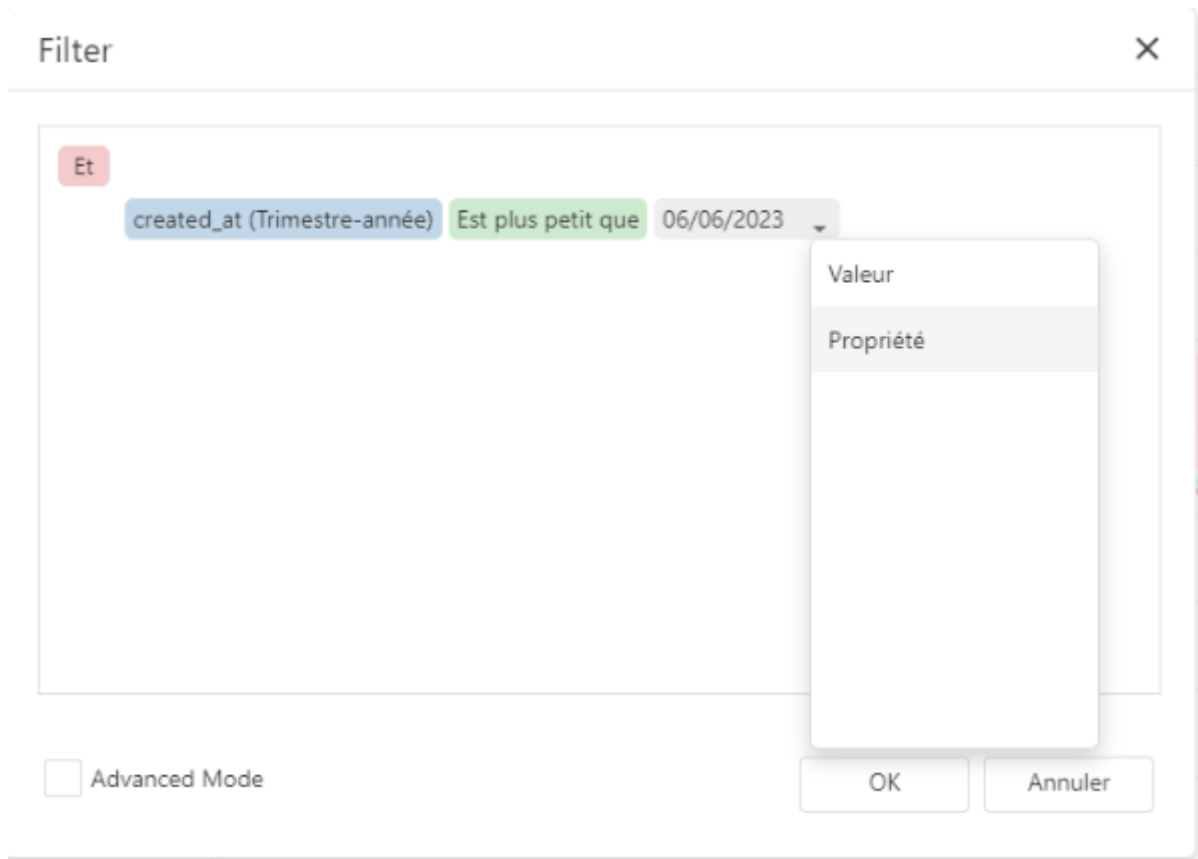 Filter
Et
created_at (Trimestre-année) Est plus petit que 06/06/2023
Valeur
Propriété
Advanced Mode
OK
Annuler